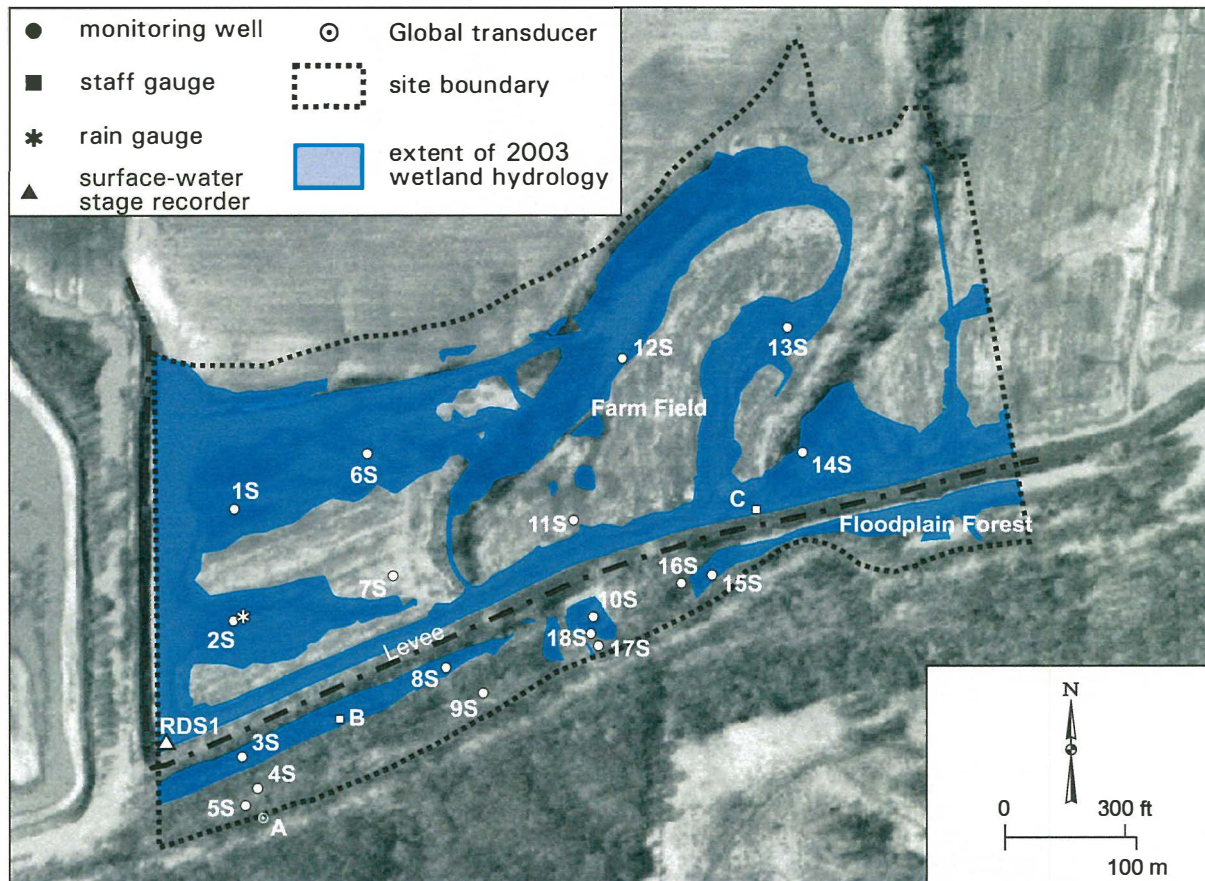 monitoring well
Global transducer
staff gauge
site boundary
rain gauge
extent of 2003
wetland hydrology
surface-water
stage recorder
12S
13S
Farm Field
6S
14S
1S
C
11S
Floodplain Forest
16S
15S
7S
10S
2S
18S
17S
Levee
8S
9S
B
RDS1
3S
4S
5S
A
N
0 300 ft
100 m